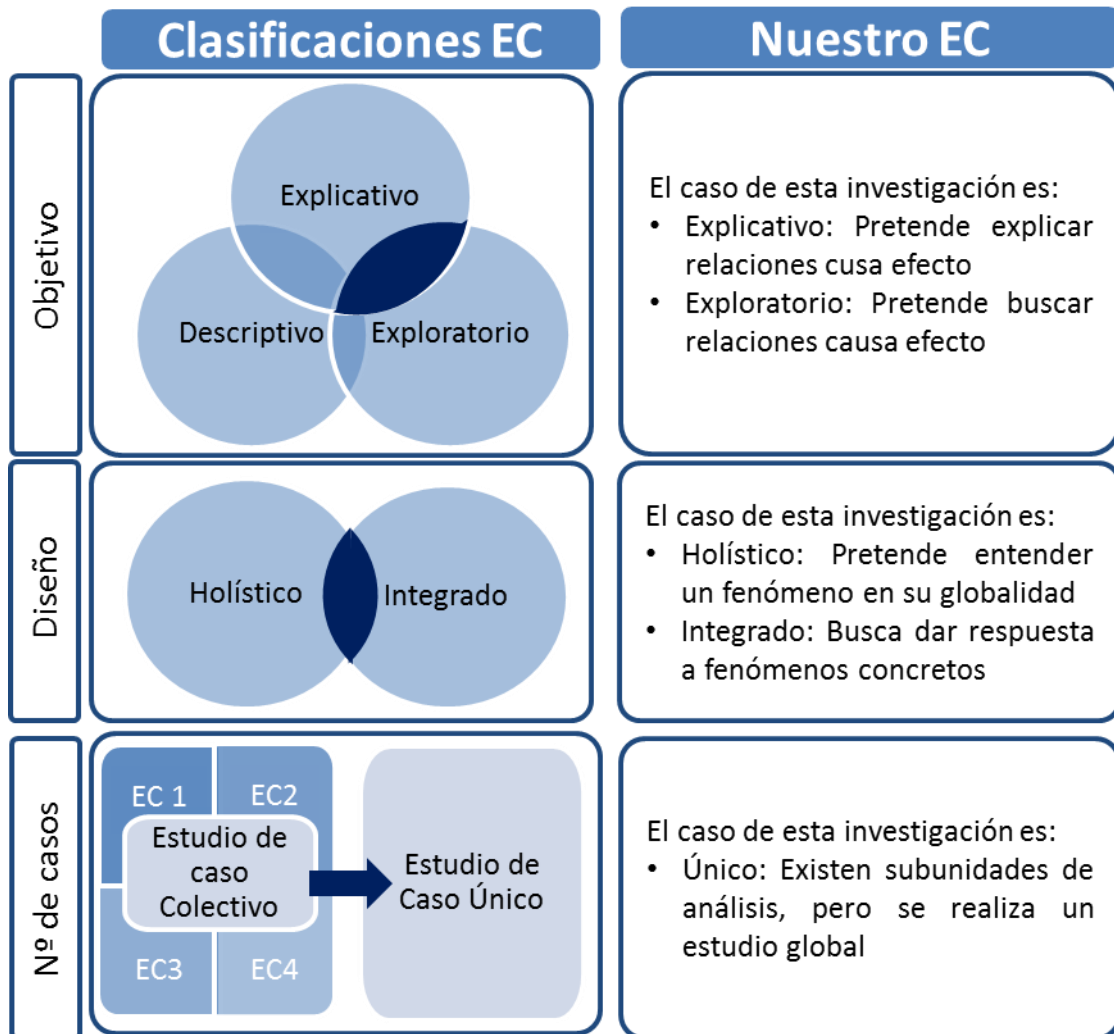 Clasificaciones EC
Nuestro EC
Objetivo
Explicativo
Descriptivo
Exploratorio
El caso de esta investigación es:
• Explicativo: Pretende explicar
relaciones cusa efecto
• Exploratorio: Pretende buscar
relaciones causa efecto
Diseño
Holístico
Integrado
El caso de esta investigación es:
• Holístico: Pretende entender
un fenómeno en su globalidad
• Integrado: Busca dar respuesta
a fenómenos concretos
Nº de casos
EC 1
EC2
Estudio de
caso
Colectivo
EC3
EC4
Estudio de
Caso Único
El caso de esta investigación es:
• Único: Existen subunidades de
análisis, pero se realiza un
estudio global